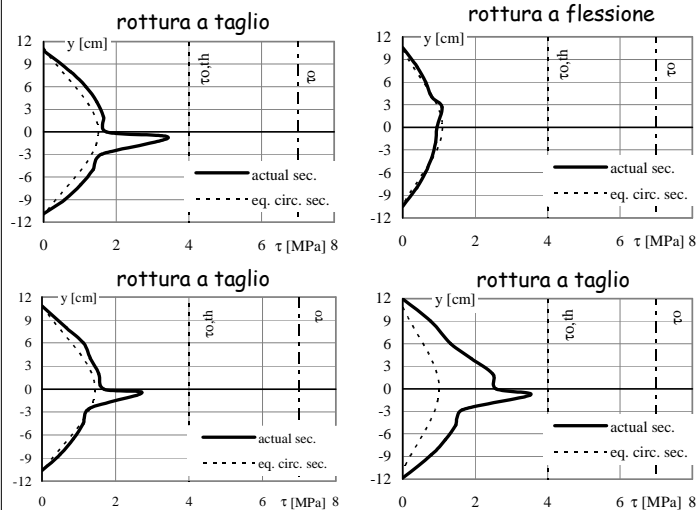 rottura a taglio
y [cm]
12
9
6
3
0
-3
-6
-9
-12
τo,th
τo
actual sec.
eq. circ. sec.
0 2 4 6 τ [MPa] 8
rottura a flessione
y [cm]
12
9
6
3
0
-3
-6
-9
-12
τo,th
τo
actual sec.
eq. circ. sec.
0 2 4 6 τ [MPa] 8
rottura a taglio
y [cm]
12
9
6
3
0
-3
-6
-9
-12
τo,th
τo
actual sec.
eq. circ. sec.
0 2 4 6 τ [MPa] 8
rottura a taglio
y [cm]
12
9
6
3
0
-3
-6
-9
-12
τo,th
τo
actual sec.
eq. circ. sec.
0 2 4 6 τ [MPa] 8